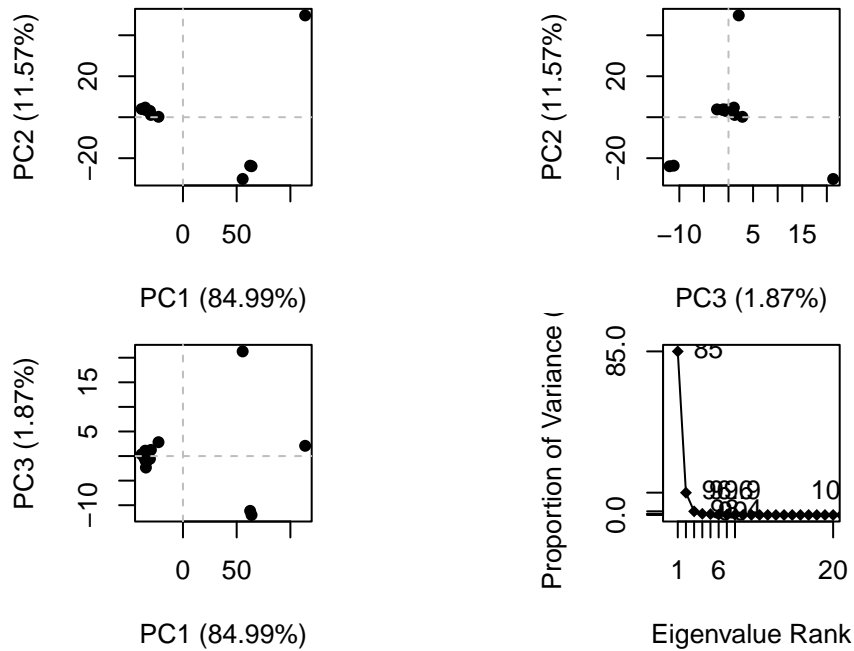 PC2 (11.57%)
20
−20
0 50
PC1 (84.99%)
PC2 (11.57%)
20
−20
−10 5 15
PC3 (1.87%)
PC3 (1.87%)
15
5
−10
0 50
PC1 (84.99%)
Proportion of Variance (
85.0
0.0
85
10
1 6 20
Eigenvalue Rank